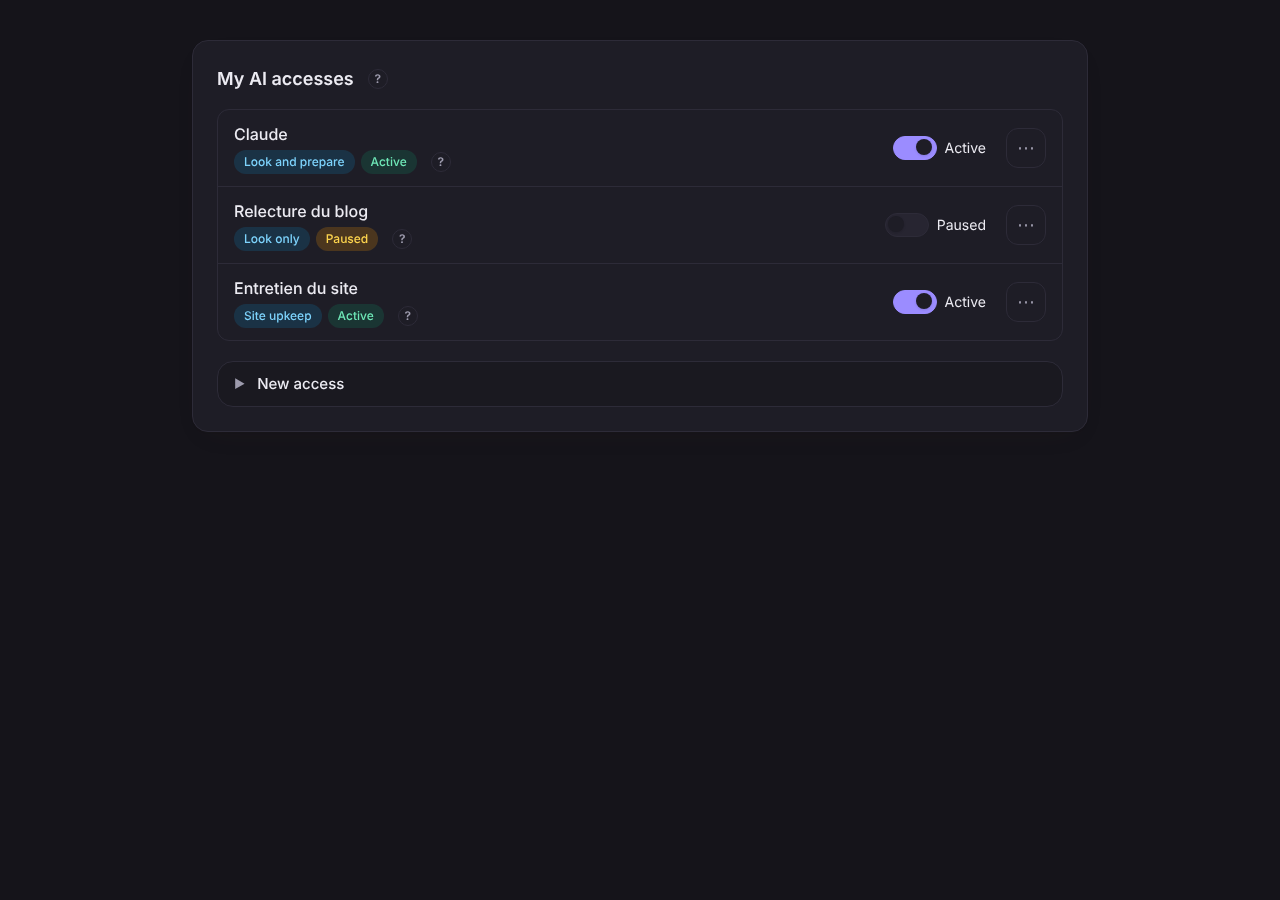 My AI accesses ?
Claude
Look and prepare Active ?
Active ...
Relecture du blog
Look only Paused ?
Paused ...
Entretien du site
Site upkeep Active ?
Active ...
New access